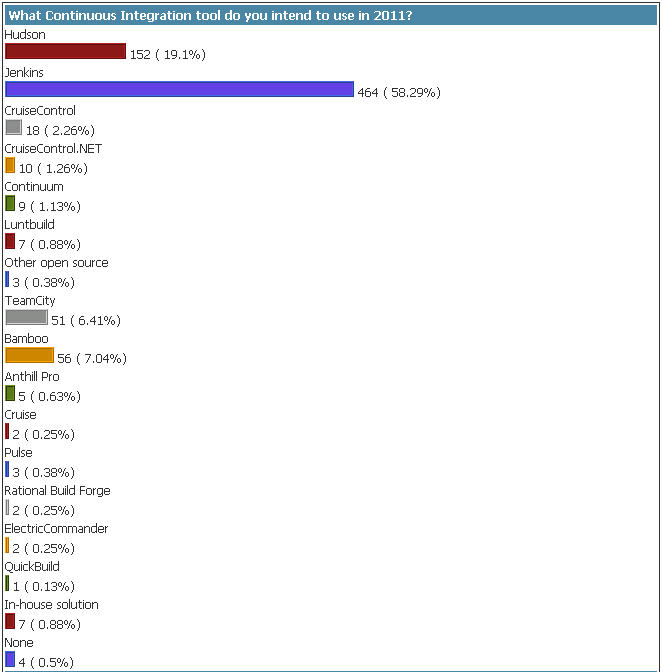 What Continuous Integration tool do you intend to use in 2011?
Hudson
152 ( 19.1%)
Jenkins
464 ( 58.29%)
CruiseControl
18 ( 2.26%)
CruiseControl.NET
10 ( 1.26%)
Continuum
9 ( 1.13%)
Luntbuild
7 ( 0.88%)
Other open source
3 ( 0.38%)
TeamCity
51 ( 6.41%)
Bamboo
56 ( 7.04%)
Anthill Pro
5 ( 0.63%)
Cruise
2 ( 0.25%)
Pulse
3 ( 0.38%)
Rational Build Forge
2 ( 0.25%)
ElectricCommander
2 ( 0.25%)
QuickBuild
1 ( 0.13%)
In-house solution
7 ( 0.88%)
None
4 ( 0.5%)